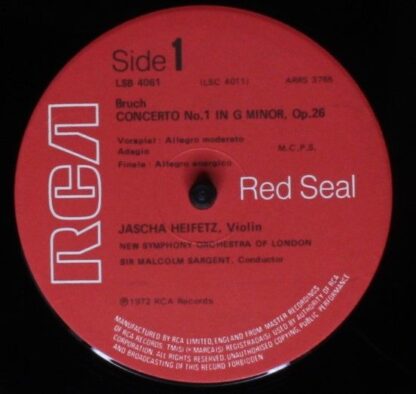 Side 1
LSB 4061 (LSC 4011) ARRS 3768
Bruch
CONCERTO No.1 IN G MINOR, Op.26
Vorspiel: Allegro moderato
Adagio M.C.P.S.
Finale: Allegro energico
RCA
Red Seal
JASCHA HEIFETZ, Violin
NEW SYMPHONY ORCHESTRA OF LONDON
SIR MALCOLM SARGENT, Conductor
℗1972 RCA Records
MANUFACTURED BY RCA LIMITED, ENGLAND FROM MASTER RECORDINGS
OF RCA RECORDS. TM(S) ® MARCA(S) REGISTRADA(S) USED BY AUTHORITY OF RCA
CORPORATION. ALL RIGHTS RESERVED. UNAUTHORISED COPYING, PUBLIC PERFORMANCE
AND BROADCASTING OF THIS RECORD FORBIDDEN